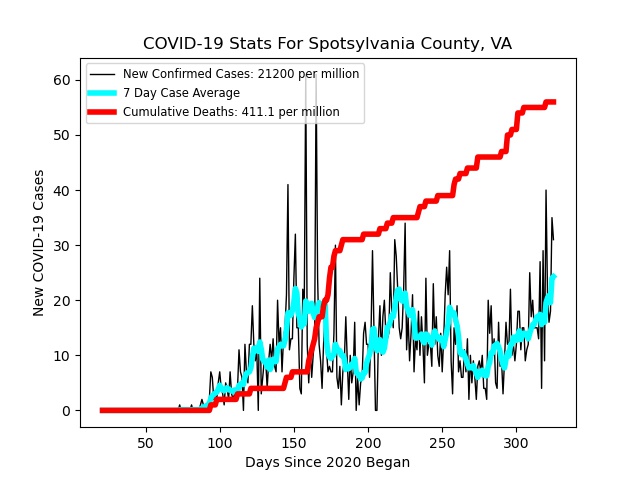 COVID-19 Stats For Spotsylvania County, VA
New Confirmed Cases: 21200 per million
7 Day Case Average
Cumulative Deaths: 411.1 per million
New COVID-19 Cases
60
50
40
30
20
10
0
50 100 150 200 250 300
Days Since 2020 Began